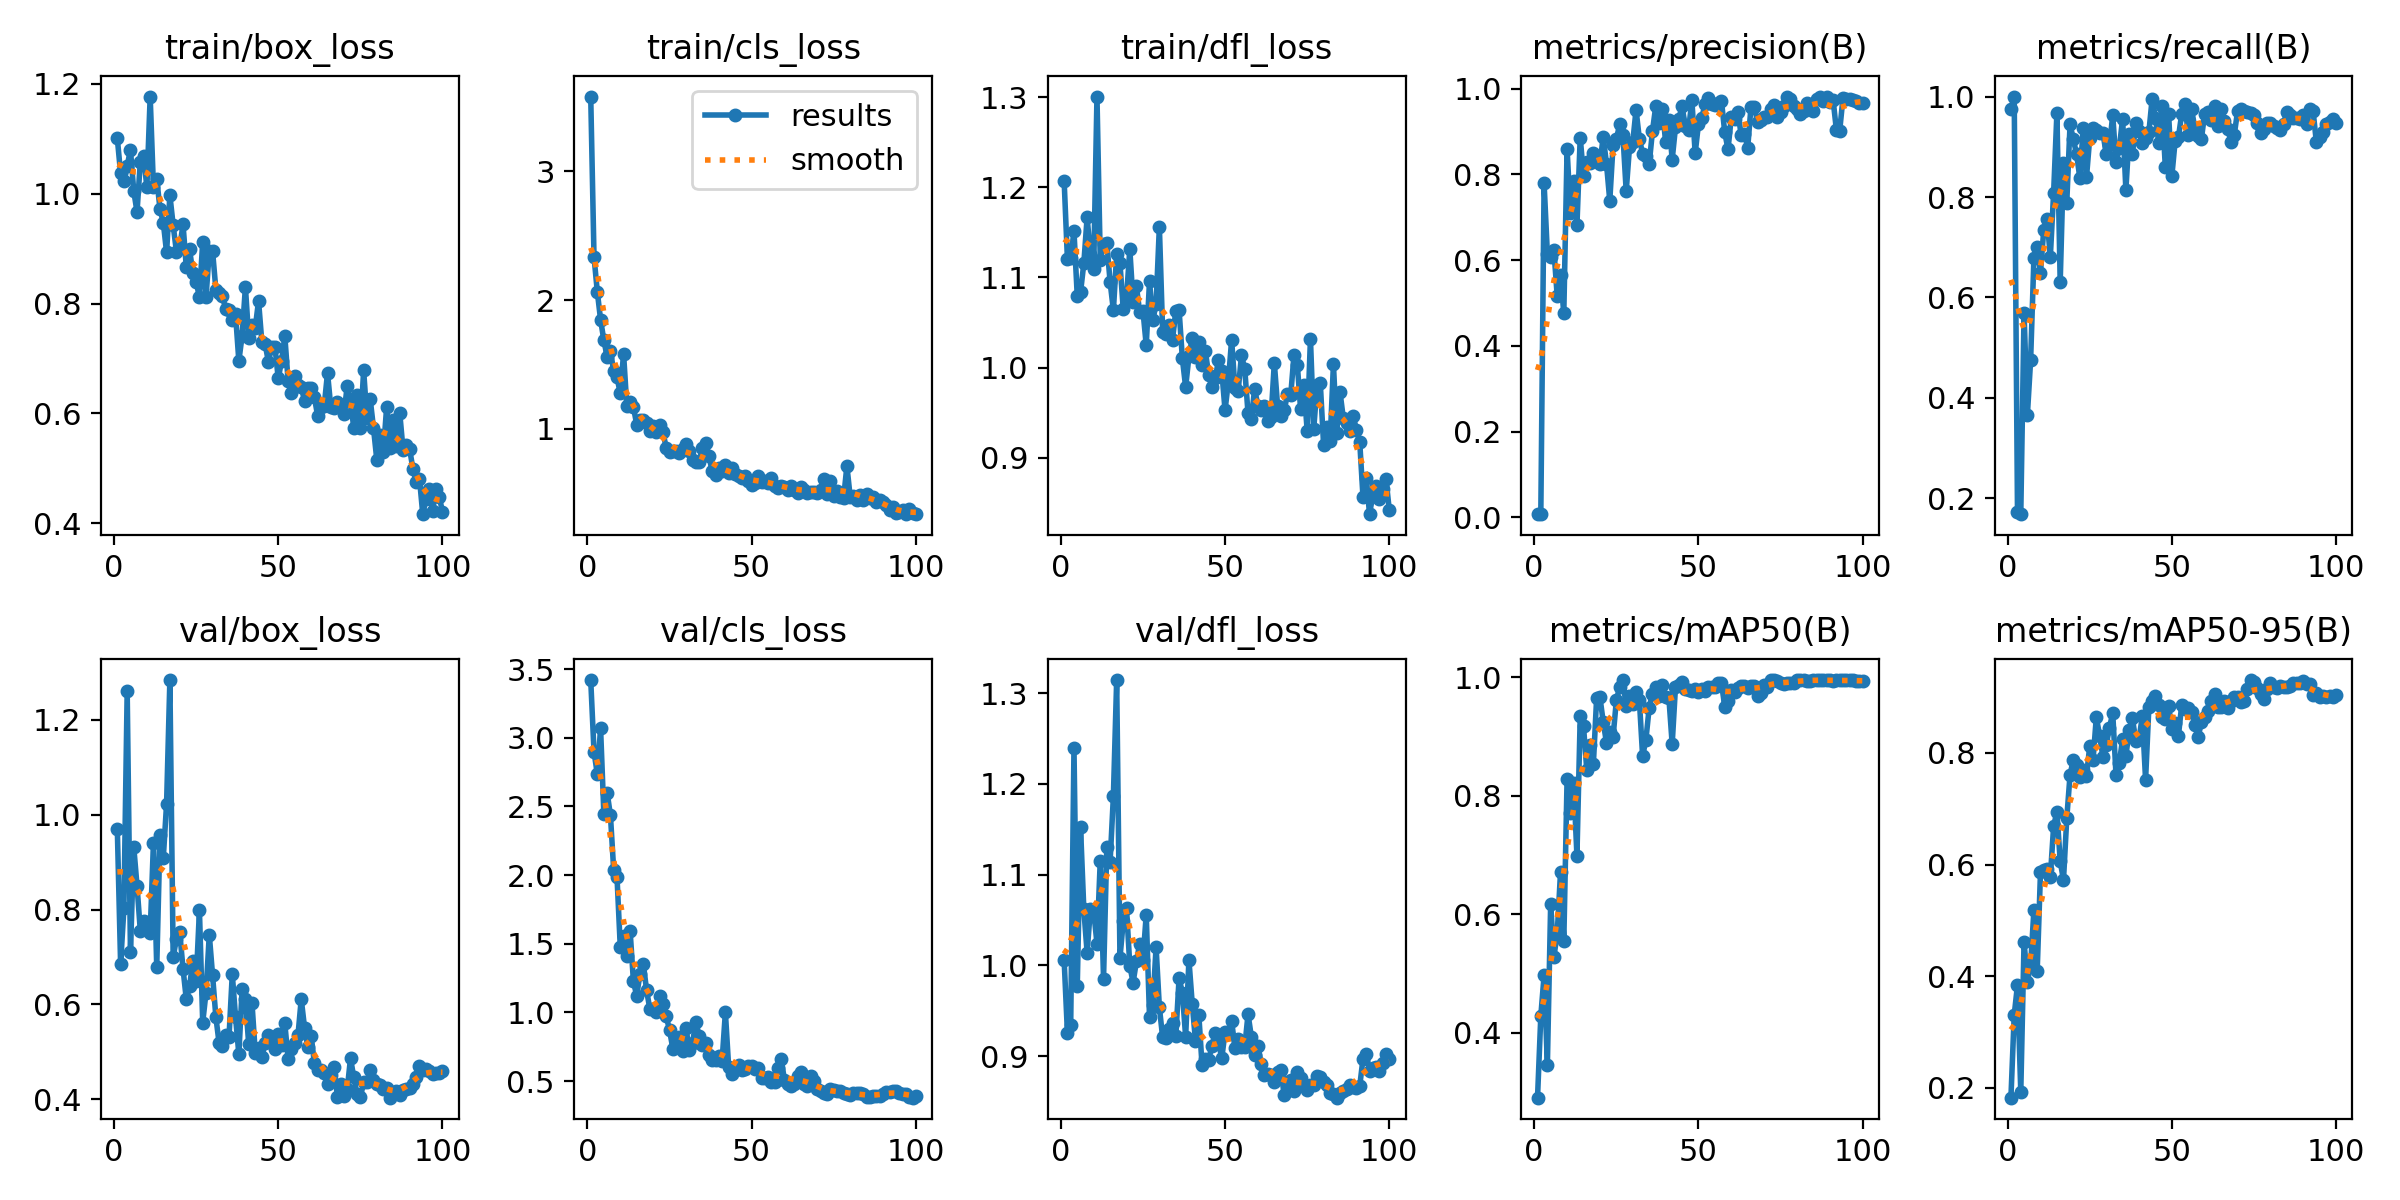 train/box_loss
1.2
1.0
0.8
0.6
0.4
0 50 100
train/cls_loss
results
smooth
3
2
1
0 50 100
train/dfl_loss
1.3
1.2
1.1
1.0
0.9
0 50 100
metrics/precision(B)
1.0
0.8
0.6
0.4
0.2
0.0
0 50 100
metrics/recall(B)
1.0
0.8
0.6
0.4
0.2
0 50 100
val/box_loss
1.2
1.0
0.8
0.6
0.4
0 50 100
val/cls_loss
3.5
3.0
2.5
2.0
1.5
1.0
0.5
0 50 100
val/dfl_loss
1.3
1.2
1.1
1.0
0.9
0 50 100
metrics/mAP50(B)
1.0
0.8
0.6
0.4
0 50 100
metrics/mAP50-95(B)
0.8
0.6
0.4
0.2
0 50 100